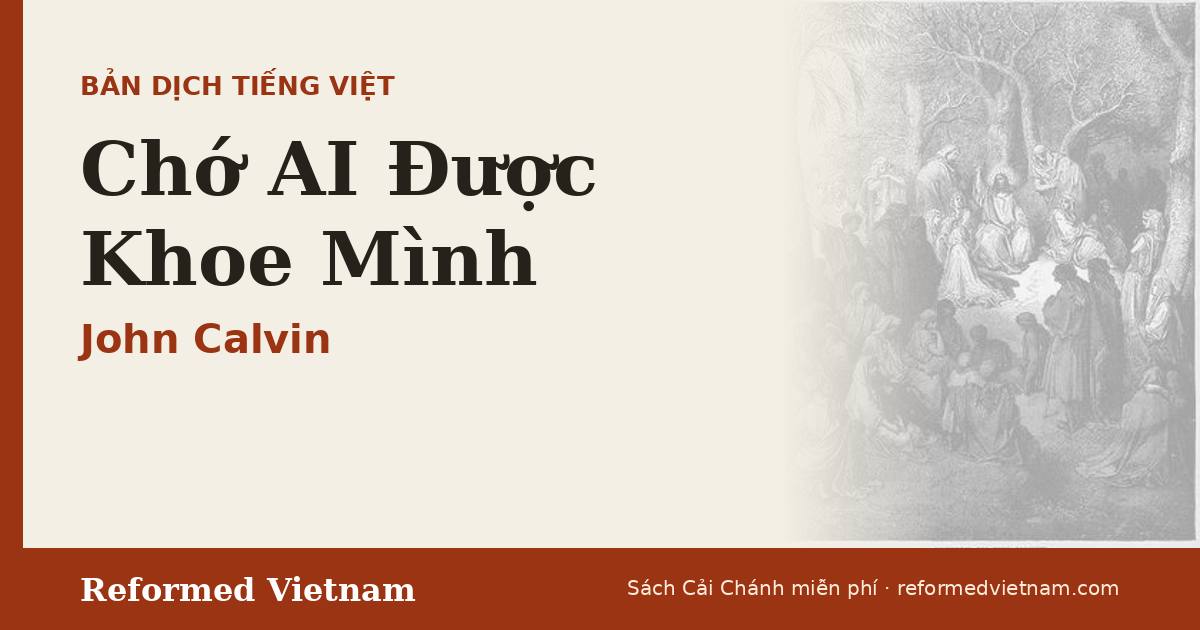 BẢN DỊCH TIẾNG VIỆT
Chớ AI Được
Khoe Mình
John Calvin
Reformed Vietnam
Sách Cải Chánh miễn phí · reformedvietnam.com